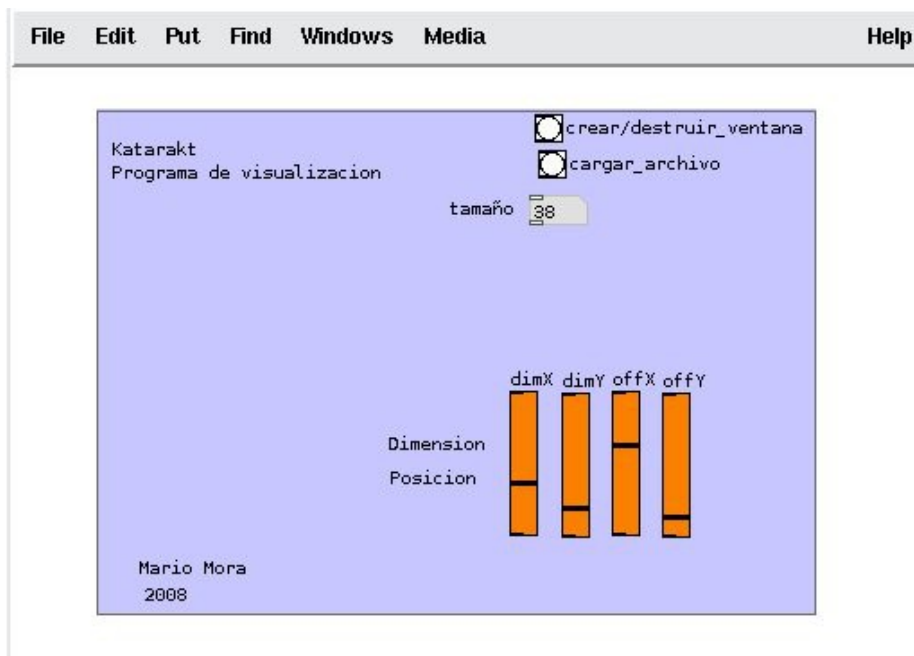 File Edit Put Find Windows Media Help
crear/destruir_ventana
Katarakt
Programa de visualizacion
cargar_archivo
tamaño 38
dimX dimY offX offY
Dimension
Posicion
Mario Mora
2008